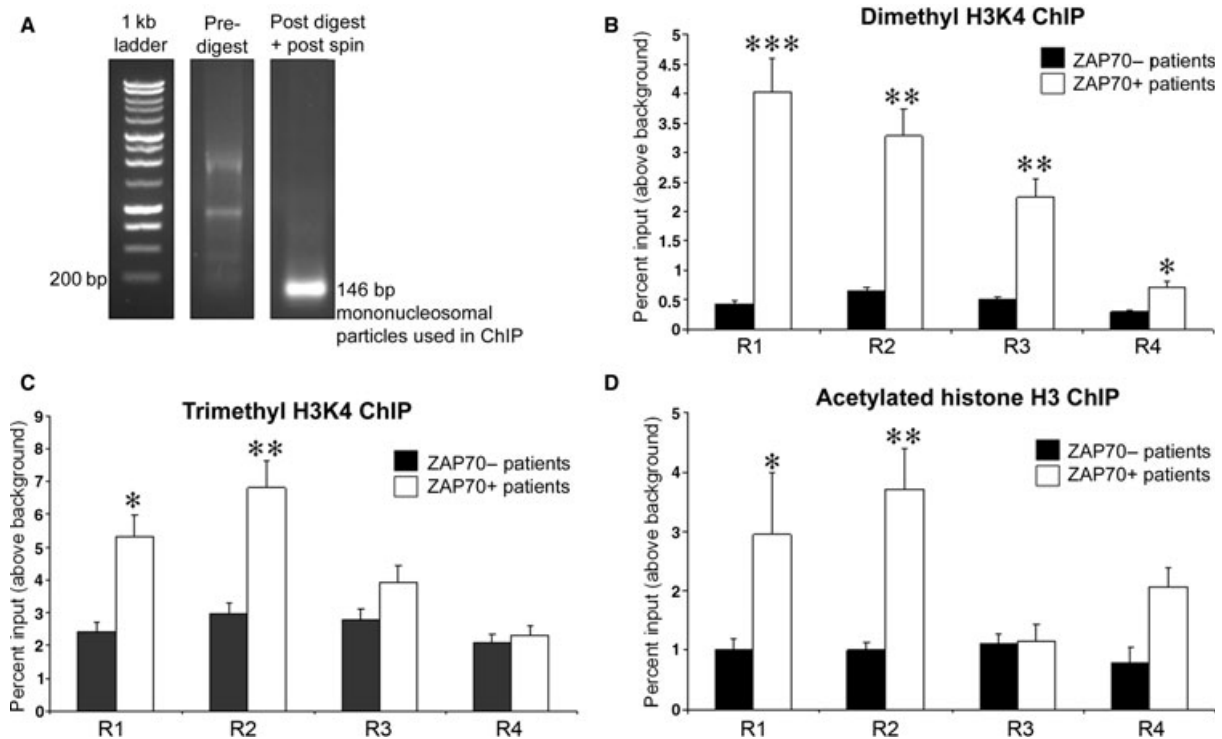 A
1 kb ladder
Pre-digest
Post digest + post spin
200 bp
146 bp
mononucleosomal
particles used in ChIP
B
Dimethyl H3K4 ChIP
Percent input (above background)
5
4.5
4
3.5
3
2.5
2
1.5
1
0.5
0
ZAP70– patients
ZAP70+ patients
***
**
**
*
R1 R2 R3 R4
C
Trimethyl H3K4 ChIP
Percent input (above background)
9
8
7
6
5
4
3
2
1
0
ZAP70– patients
ZAP70+ patients
*
**
R1 R2 R3 R4
D
Acetylated histone H3 ChIP
Percent input (above background)
5
4
3
2
1
0
ZAP70– patients
ZAP70+ patients
*
**
R1 R2 R3 R4